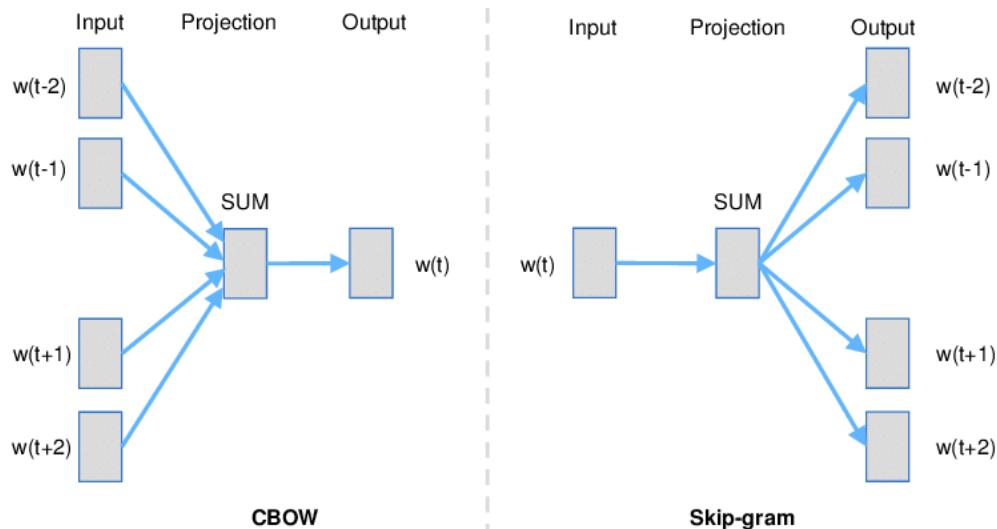 Input Projection Output
w(t-2)
w(t-1)
SUM
w(t)
w(t+1)
w(t+2)
CBOW
Input Projection Output
w(t-2)
w(t-1)
SUM
w(t)
w(t+1)
w(t+2)
Skip-gram